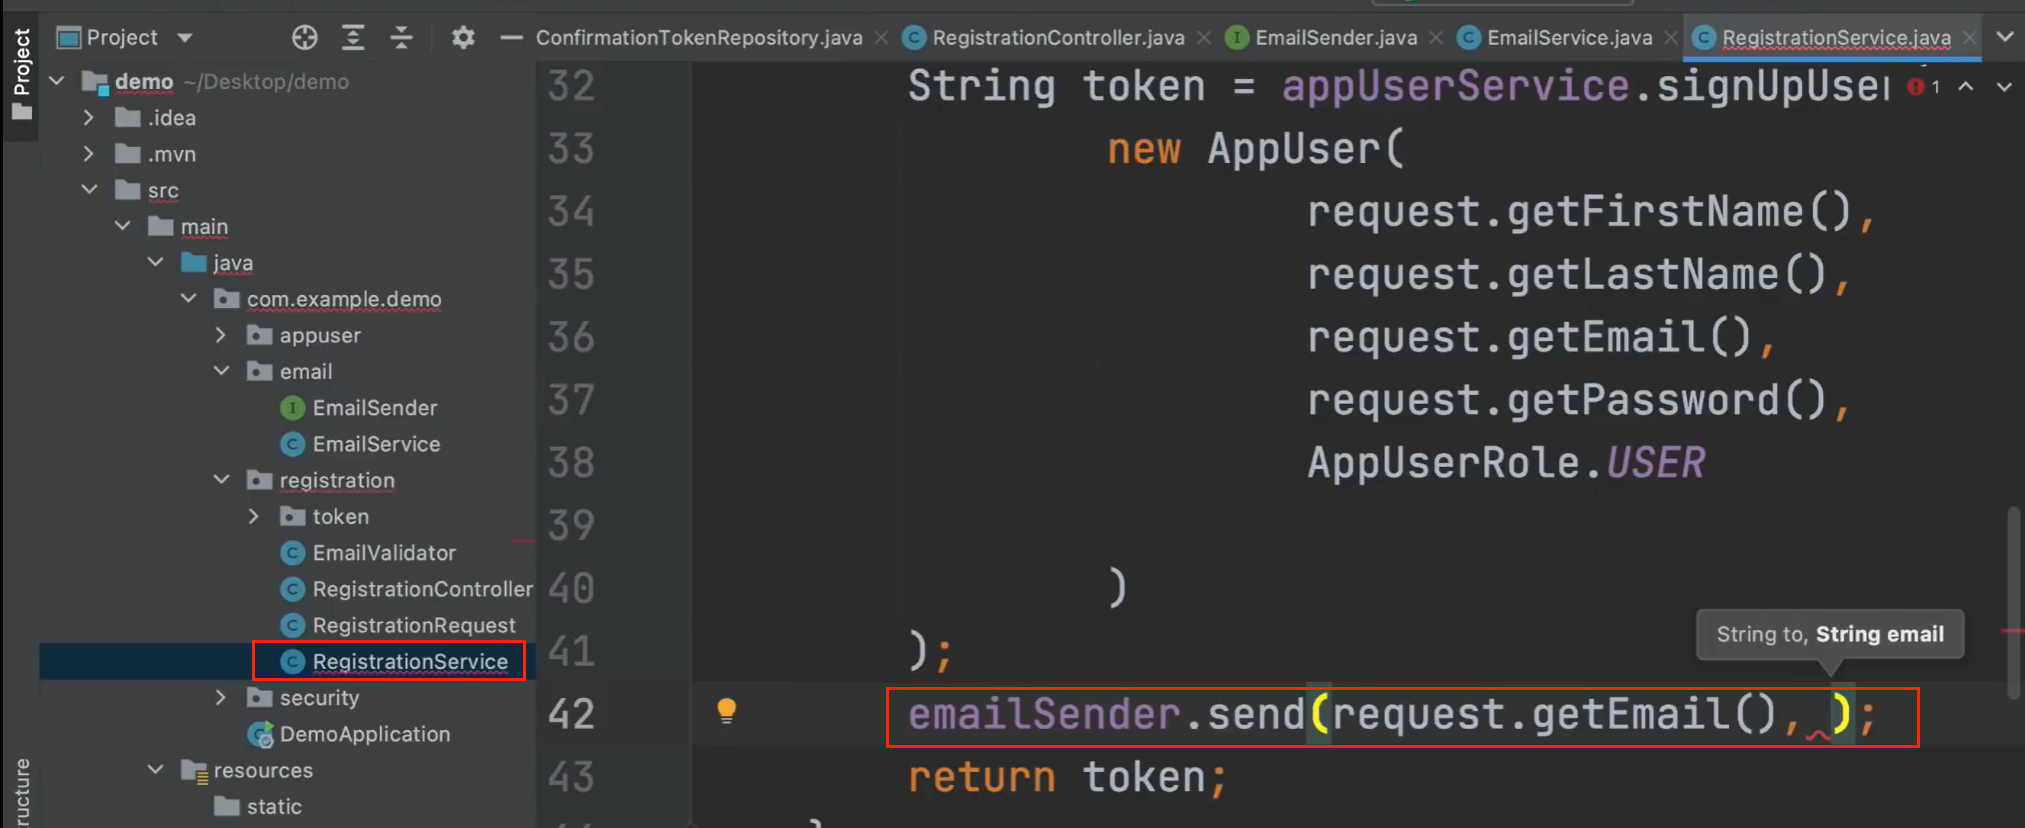 Project
Project
ConfirmationTokenRepository.java
RegistrationController.java
EmailSender.java
EmailService.java
RegistrationService.java
demo ~/Desktop/demo
.idea
.mvn
src
main
java
com.example.demo
appuser
email
I EmailSender
C EmailService
registration
token
C EmailValidator
C RegistrationController
C RegistrationRequest
C RegistrationService
security
DemoApplication
resources
static
32 String token = appUserService.signUpUser
1
33 new AppUser(
34 request.getFirstName(),
35 request.getLastName(),
36 request.getEmail(),
37 request.getPassword(),
38 AppUserRole.USER
39
40 )
41 );
String to, String email
42 emailSender.send(request.getEmail(), );
43 return token;